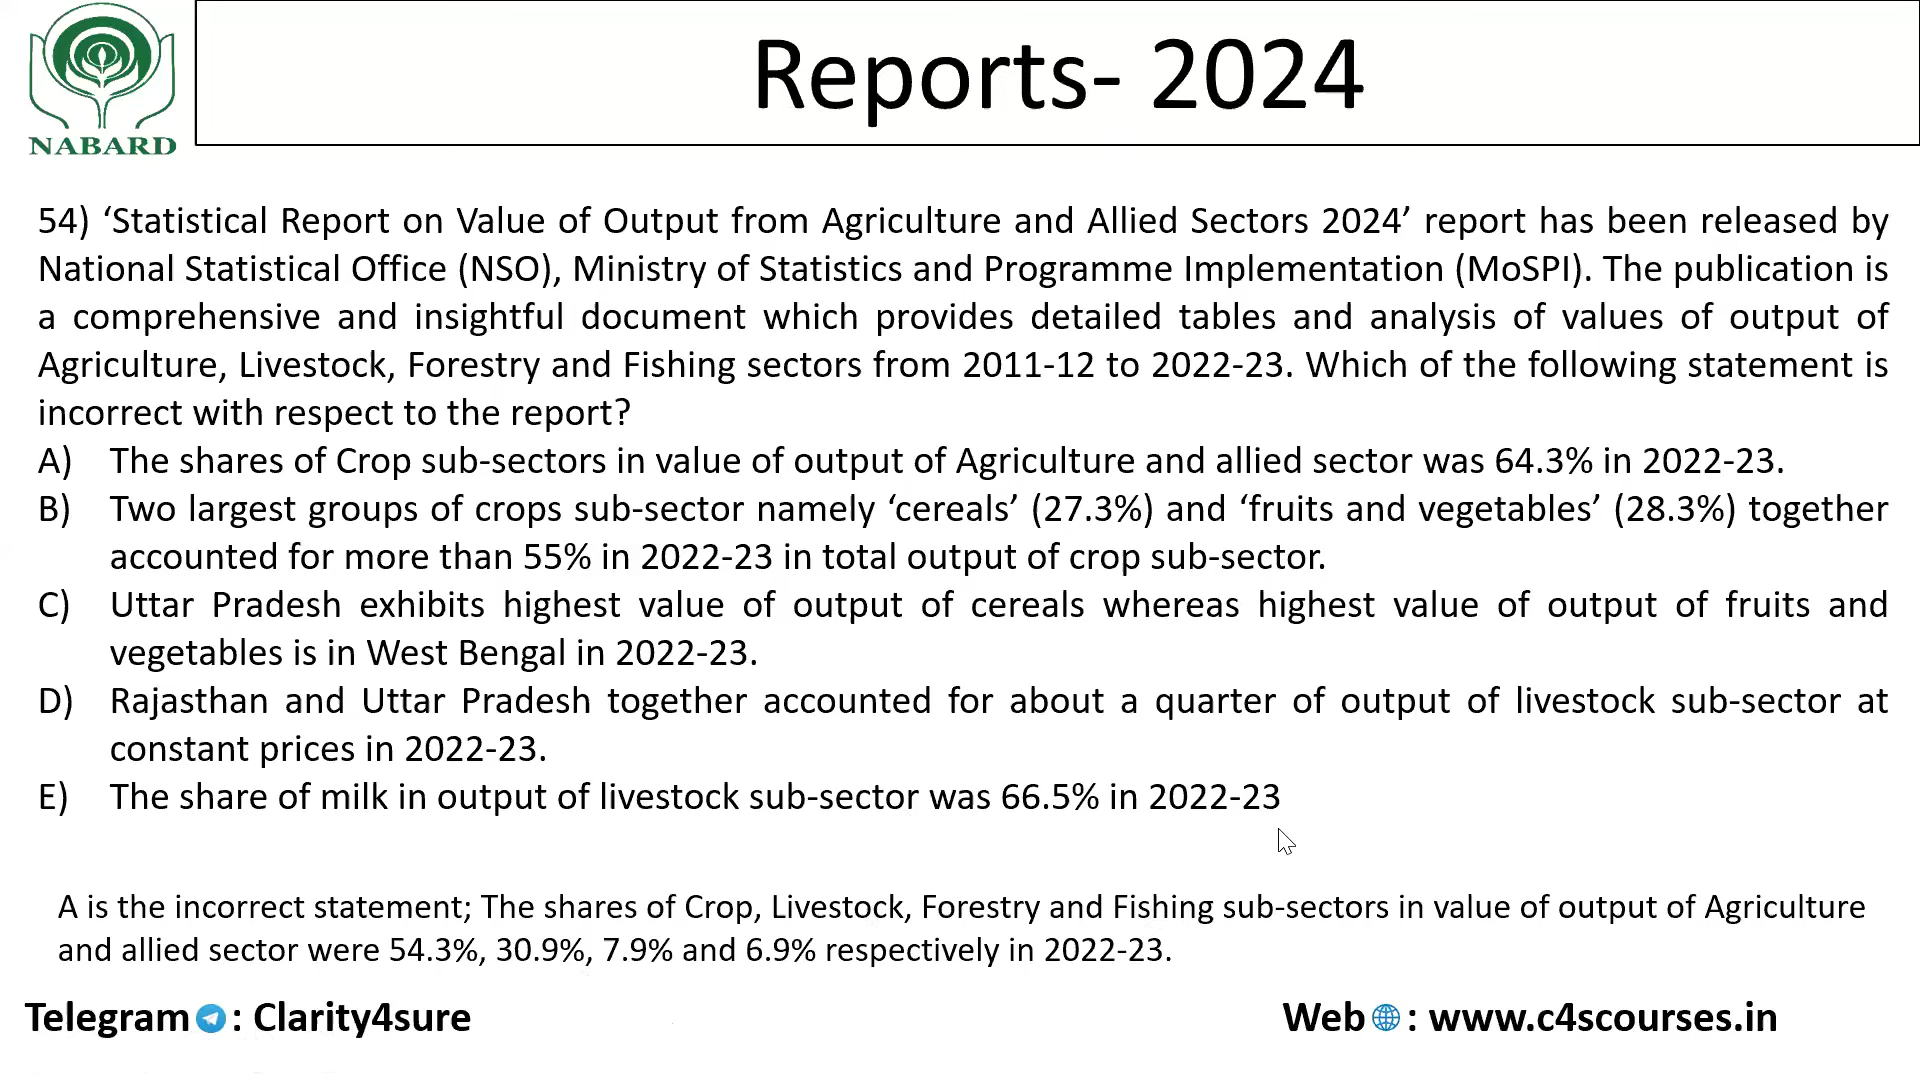 NABARD
Reports- 2024
54) ‘Statistical Report on Value of Output from Agriculture and Allied Sectors 2024’ report has been released by
National Statistical Office (NSO), Ministry of Statistics and Programme Implementation (MoSPI). The publication is
a comprehensive and insightful document which provides detailed tables and analysis of values of output of
Agriculture, Livestock, Forestry and Fishing sectors from 2011-12 to 2022-23. Which of the following statement is
incorrect with respect to the report?
A) The shares of Crop sub-sectors in value of output of Agriculture and allied sector was 64.3% in 2022-23.
B) Two largest groups of crops sub-sector namely ‘cereals’ (27.3%) and ‘fruits and vegetables’ (28.3%) together
accounted for more than 55% in 2022-23 in total output of crop sub-sector.
C) Uttar Pradesh exhibits highest value of output of cereals whereas highest value of output of fruits and
vegetables is in West Bengal in 2022-23.
D) Rajasthan and Uttar Pradesh together accounted for about a quarter of output of livestock sub-sector at
constant prices in 2022-23.
E) The share of milk in output of livestock sub-sector was 66.5% in 2022-23
A is the incorrect statement; The shares of Crop, Livestock, Forestry and Fishing sub-sectors in value of output of Agriculture
and allied sector were 54.3%, 30.9%, 7.9% and 6.9% respectively in 2022-23.
Telegram : Clarity4sure
Web : www.c4scourses.in